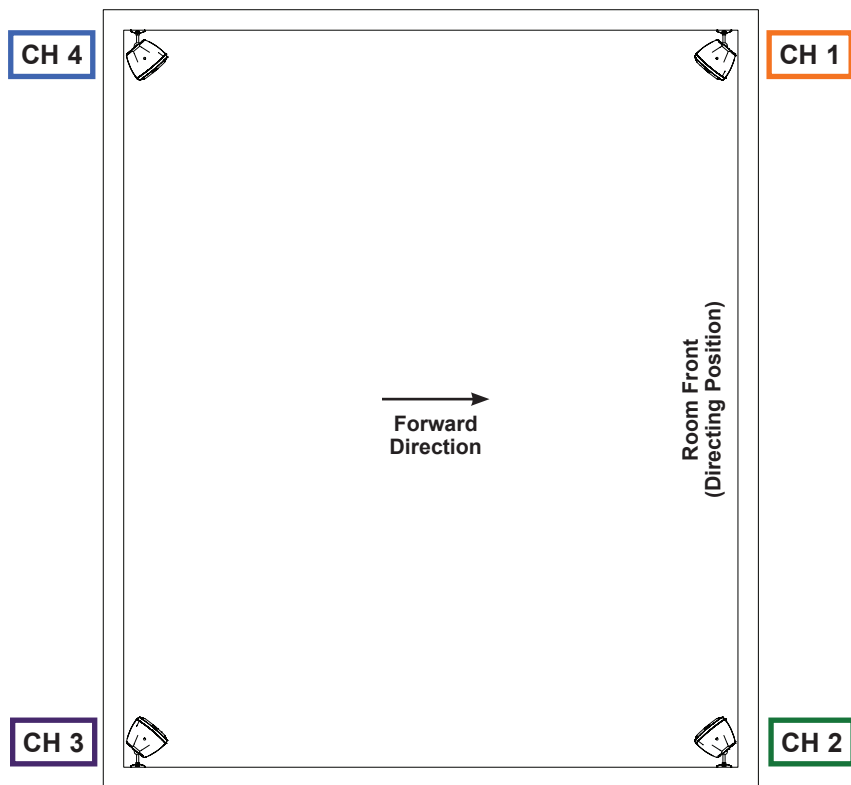 CH 4
CH 1
Room Front
(Directing Position)
Forward
Direction
CH 3
CH 2